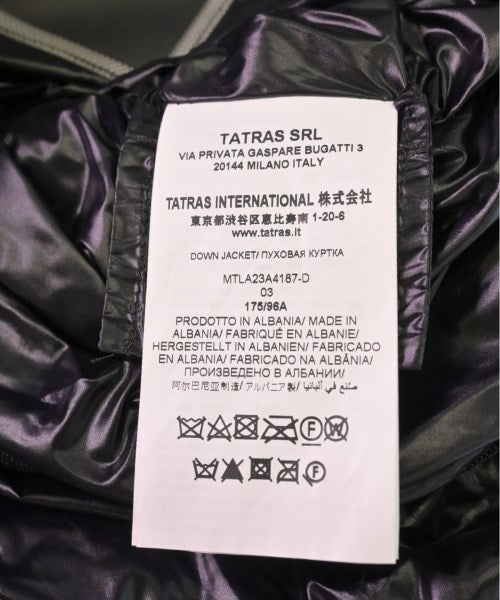 TATRAS SRL
VIA PRIVATA GASPARE BUGATTI 3
20144 MILANO ITALY
TATRAS INTERNATIONAL 株式会社
東京都渋谷区恵比寿南 1-20-6
www.tatras.it
DOWN JACKET/ ПУХОВАЯ КУРТКА
MTLA23A4187-D
03
175/96A
PRODOTTO IN ALBANIA/ MADE IN
ALBANIA/ FABRIQUÉ EN ALBANIE/
HERGESTELLT IN ALBANIEN/ FABRICADO
EN ALBANIA/ FABRICADO NA ALBÂNIA/
ПРОИЗВЕДЕНО В АЛБАНИИ/
阿尔巴尼亚制造/ アルバニア製/ صنع في ألبانيا
F W
F